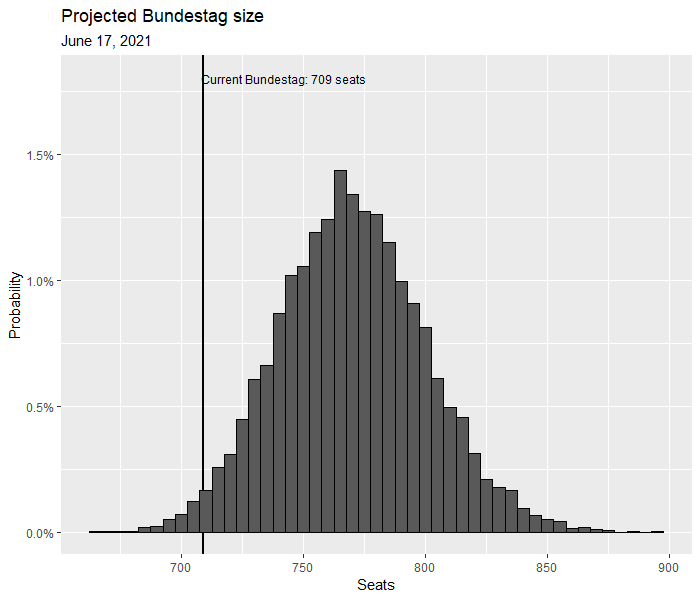 Projected Bundestag size
June 17, 2021
Current Bundestag: 709 seats
1.5%
1.0%
0.5%
0.0%
Probability
700
750
800
850
900
Seats